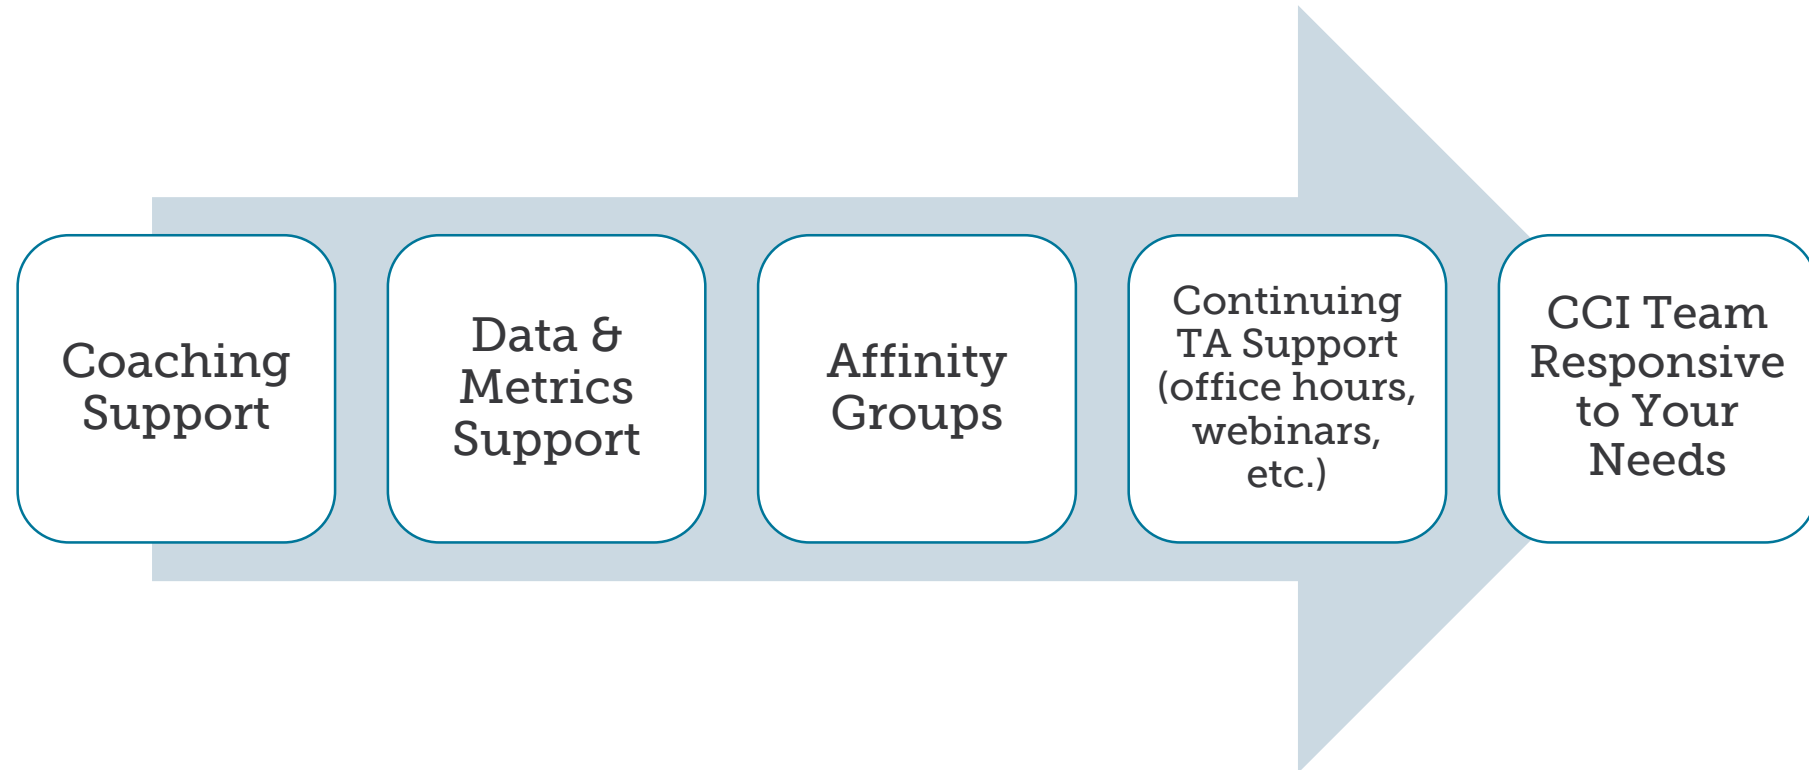 Coaching
Support
Data &
Metrics
Support
Affinity
Groups
Continuing
TA Support
(office hours,
webinars,
etc.)
CCI Team
Responsive
to Your
Needs